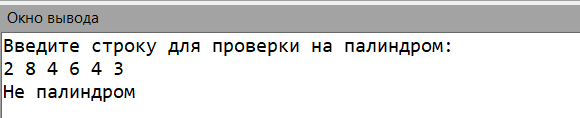 Окно вывода
Введите строку для проверки на палиндром:
2 8 4 6 4 3
Не палиндром